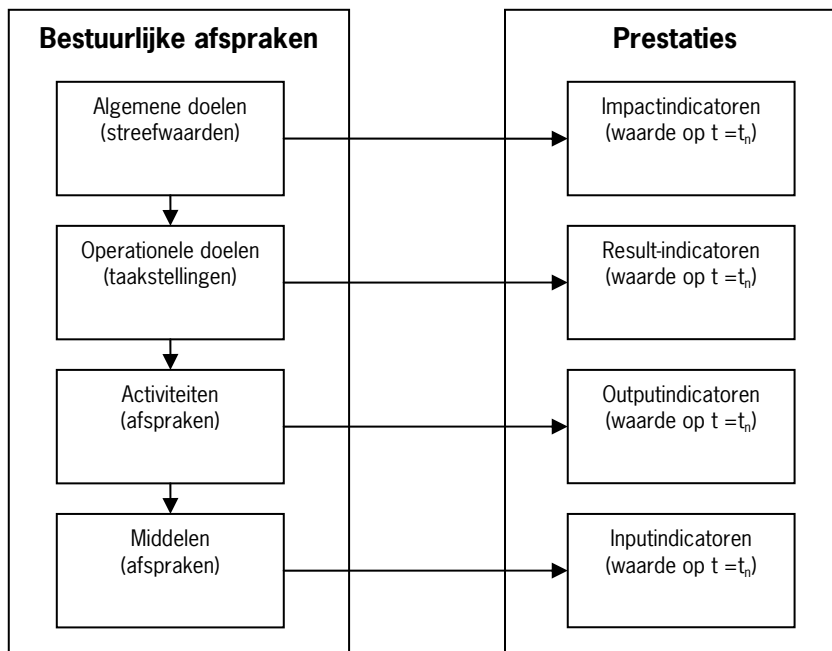 Bestuurlijke afspraken
Algemene doelen
(streefwaarden)
Operationele doelen
(taakstellingen)
Activiteiten
(afspraken)
Middelen
(afspraken)
Prestaties
Impactindicatoren
(waarde op t =tₙ)
Result-indicatoren
(waarde op t =tₙ)
Outputindicatoren
(waarde op t =tₙ)
Inputindicatoren
(waarde op t =tₙ)